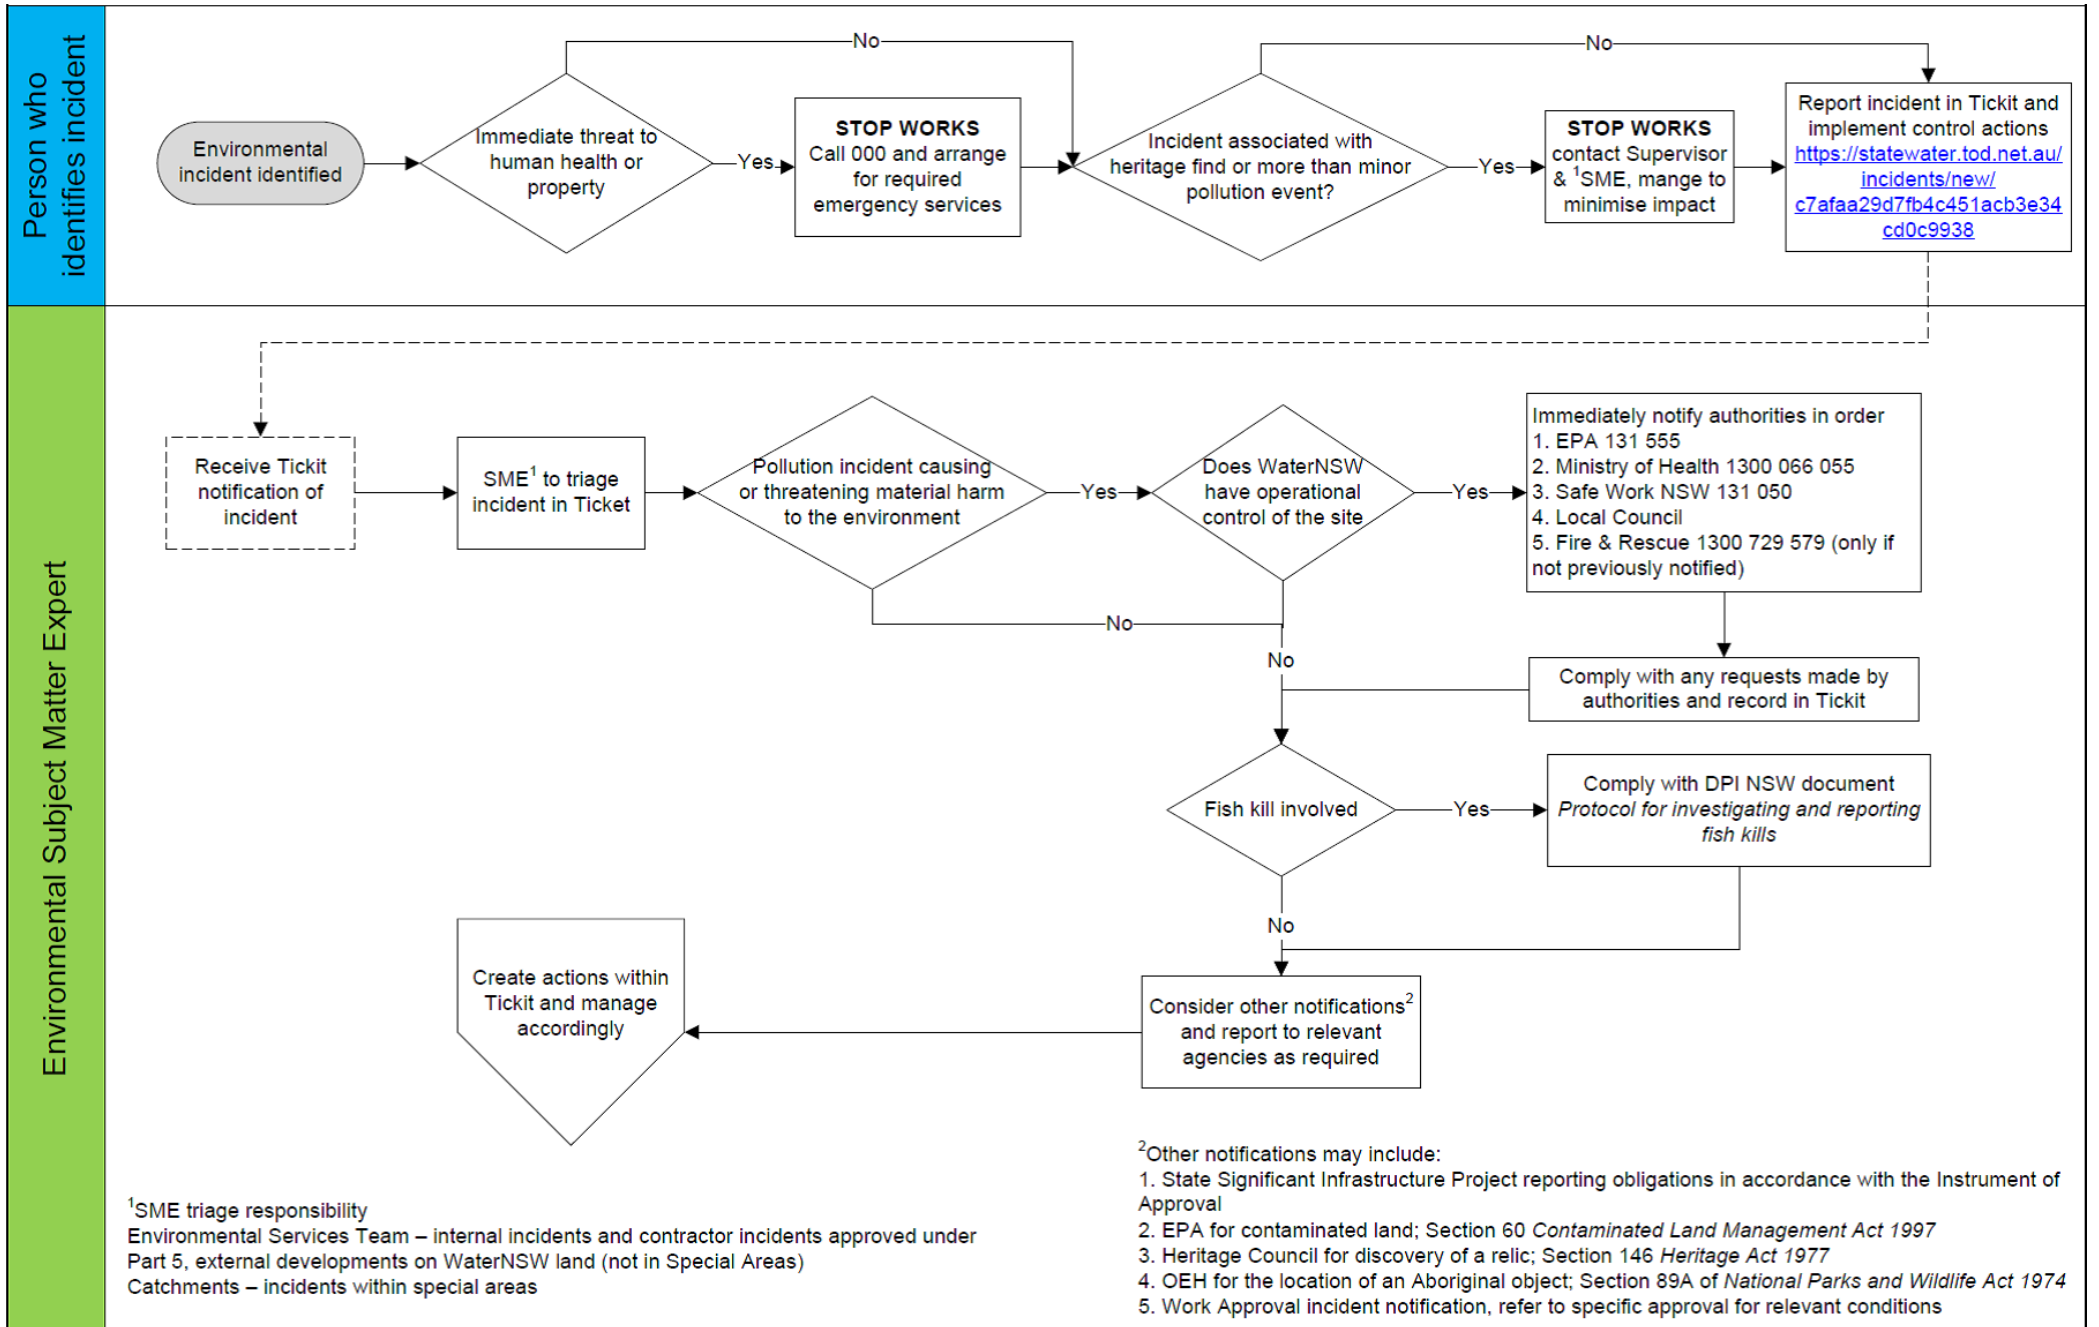 Person who
identifies incident
Environmental
incident identified
Immediate threat to
human health or
property
No
Yes
STOP WORKS
Call 000 and arrange
for required
emergency services
Incident associated with
heritage find or more than minor
pollution event?
No
Yes
STOP WORKS
contact Supervisor
& ¹SME, mange to
minimise impact
Report incident in Tickit and
implement control actions
https://statewater.tod.net.au/
incidents/new/
c7afaa29d7fb4c451acb3e34
cd0c9938
Environmental Subject Matter Expert
Receive Tickit
notification of
incident
SME¹ to triage
incident in Ticket
Pollution incident causing
or threatening material harm
to the environment
Yes
Does WaterNSW
have operational
control of the site
Yes
Immediately notify authorities in order
1. EPA 131 555
2. Ministry of Health 1300 066 055
3. Safe Work NSW 131 050
4. Local Council
5. Fire & Rescue 1300 729 579 (only if
not previously notified)
No
No
Comply with any requests made by
authorities and record in Tickit
Fish kill involved
Yes
Comply with DPI NSW document
Protocol for investigating and reporting
fish kills
No
Create actions within
Tickit and manage
accordingly
Consider other notifications²
and report to relevant
agencies as required
¹SME triage responsibility
Environmental Services Team – internal incidents and contractor incidents approved under
Part 5, external developments on WaterNSW land (not in Special Areas)
Catchments – incidents within special areas
²Other notifications may include:
1. State Significant Infrastructure Project reporting obligations in accordance with the Instrument of
Approval
2. EPA for contaminated land; Section 60 Contaminated Land Management Act 1997
3. Heritage Council for discovery of a relic; Section 146 Heritage Act 1977
4. OEH for the location of an Aboriginal object; Section 89A of National Parks and Wildlife Act 1974
5. Work Approval incident notification, refer to specific approval for relevant conditions